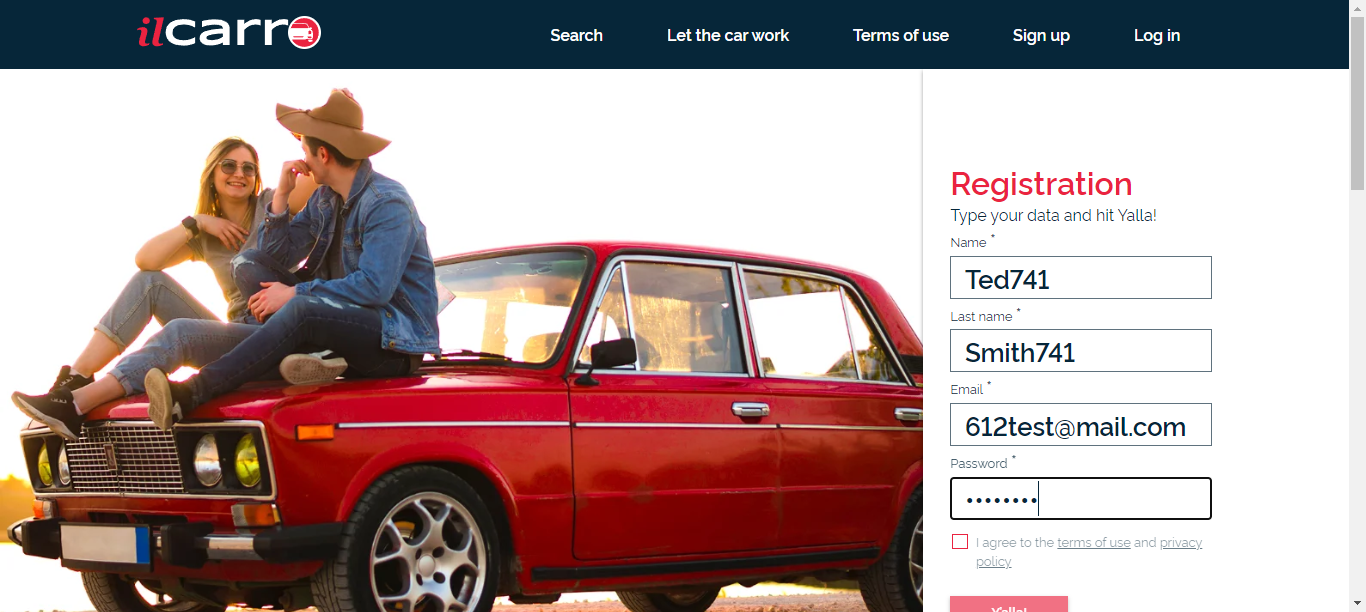 ilcarro
Search Let the car work Terms of use Sign up Log in
Registration
Type your data and hit Yalla!
Name *
Ted741
Last name *
Smith741
Email *
612test@mail.com
Password *
••••••••
I agree to the terms of use and privacy
policy
Y'alla!